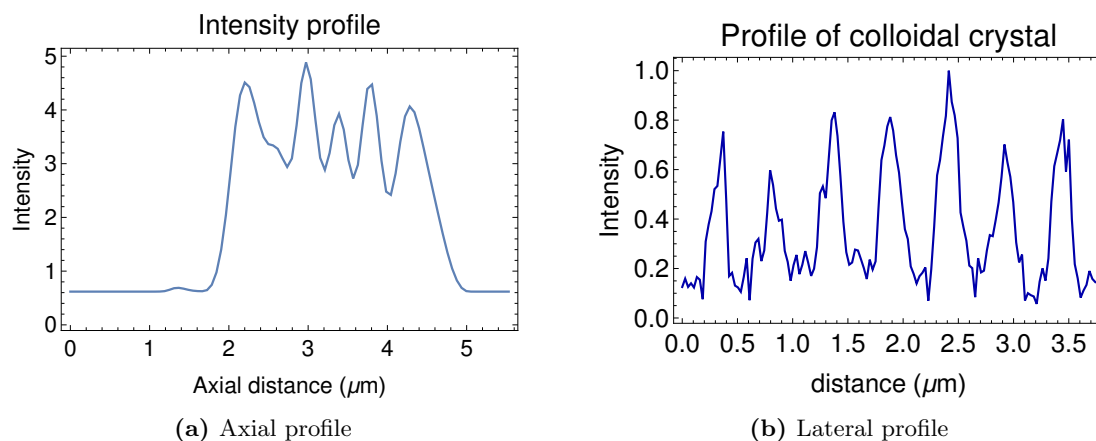 Intensity profile
Intensity
5
4
3
2
1
0
0 1 2 3 4 5
Axial distance (μm)
(a) Axial profile
Profile of colloidal crystal
Intensity
1.0
0.8
0.6
0.4
0.2
0.0
0.0 0.5 1.0 1.5 2.0 2.5 3.0 3.5
distance (μm)
(b) Lateral profile